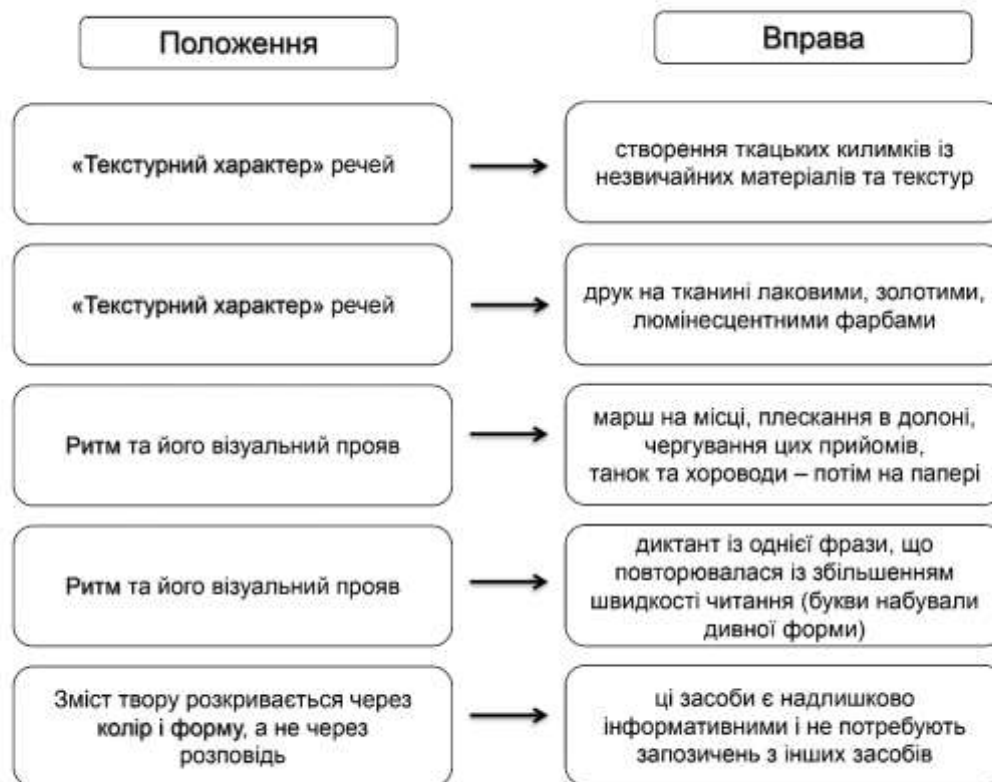 Положення
Вправа
«Текстурний характер» речей
створення ткацьких килимків із
незвичайних матеріалів та текстур
«Текстурний характер» речей
друк на тканині лаковими, золотими,
люмінесцентними фарбами
Ритм та його візуальний прояв
марш на місці, плескання в долоні,
чергування цих прийомів,
танок та хороводи – потім на папері
Ритм та його візуальний прояв
диктант із однієї фрази, що
повторювалася із збільшенням
швидкості читання (букви набували
дивної форми)
Зміст твору розкривається через
колір і форму, а не через
розповідь
ці засоби є надлишково
інформативними і не потребують
запозичень з інших засобів